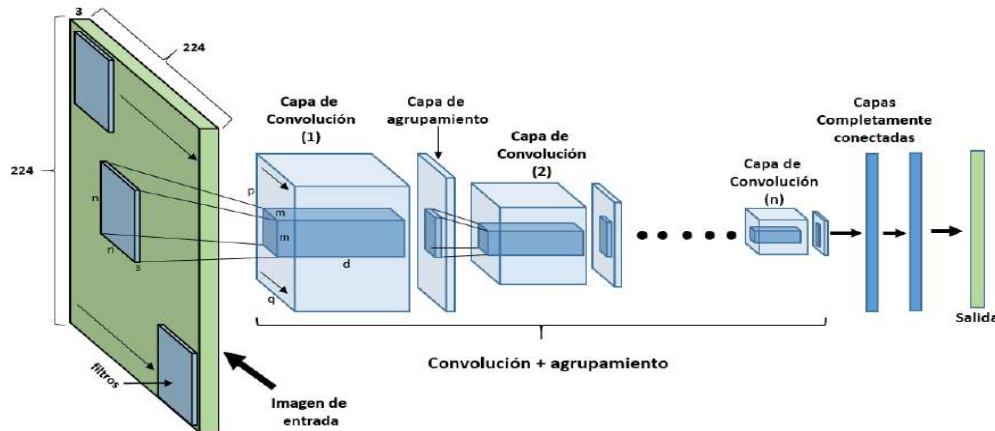 3
224
224
n
n
3
filtros
Imagen de
entrada
Capa de
Convolución
(1)
p
m
m
d
q
Capa de
agrupamiento
Capa de
Convolución
(2)
Capa de
Convolución
(n)
Capas
Completamente
conectadas
Salida
Convolución + agrupamiento